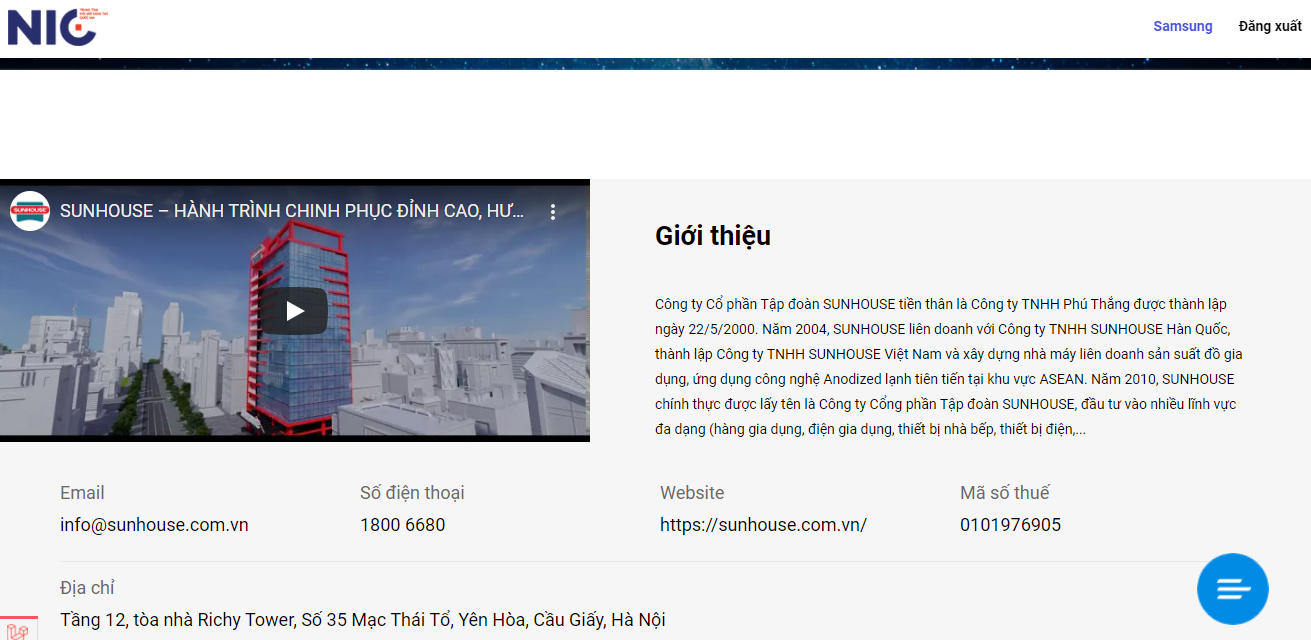 NIC
Samsung
Đăng xuất
SUNHOUSE
SUNHOUSE – HÀNH TRÌNH CHINH PHỤC ĐỈNH CAO, HƯ...
Giới thiệu
Công ty Cổ phần Tập đoàn SUNHOUSE tiền thân là Công ty TNHH Phú Thắng được thành lập
ngày 22/5/2000. Năm 2004, SUNHOUSE liên doanh với Công ty TNHH SUNHOUSE Hàn Quốc,
thành lập Công ty TNHH SUNHOUSE Việt Nam và xây dựng nhà máy liên doanh sản suất đồ gia
dụng, ứng dụng công nghệ Anodized lạnh tiên tiến tại khu vực ASEAN. Năm 2010, SUNHOUSE
chính thực được lấy tên là Công ty Cổng phần Tập đoàn SUNHOUSE, đầu tư vào nhiều lĩnh vực
đa dạng (hàng gia dụng, điện gia dụng, thiết bị nhà bếp, thiết bị điện,...
Email
info@sunhouse.com.vn
Số điện thoại
1800 6680
Website
https://sunhouse.com.vn/
Mã số thuế
0101976905
Địa chỉ
Tầng 12, tòa nhà Richy Tower, Số 35 Mạc Thái Tổ, Yên Hòa, Cầu Giấy, Hà Nội